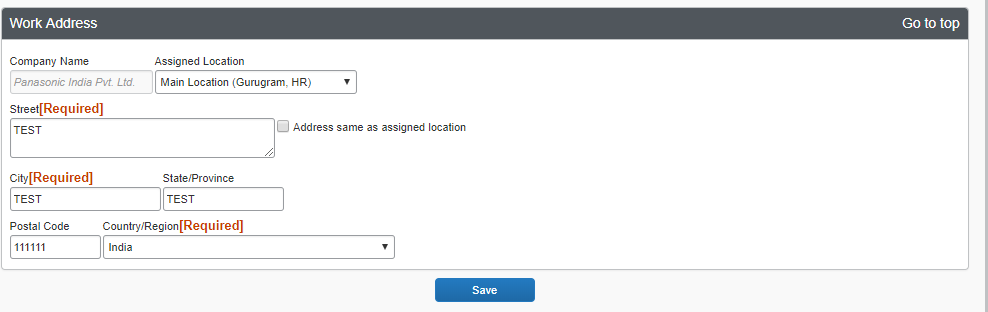 Work Address Go to top
Company Name Assigned Location
Panasonic India Pvt. Ltd. Main Location (Gurugram, HR)
Street[Required]
TEST
Address same as assigned location
City[Required] State/Province
TEST TEST
Postal Code Country/Region[Required]
111111 India
Save